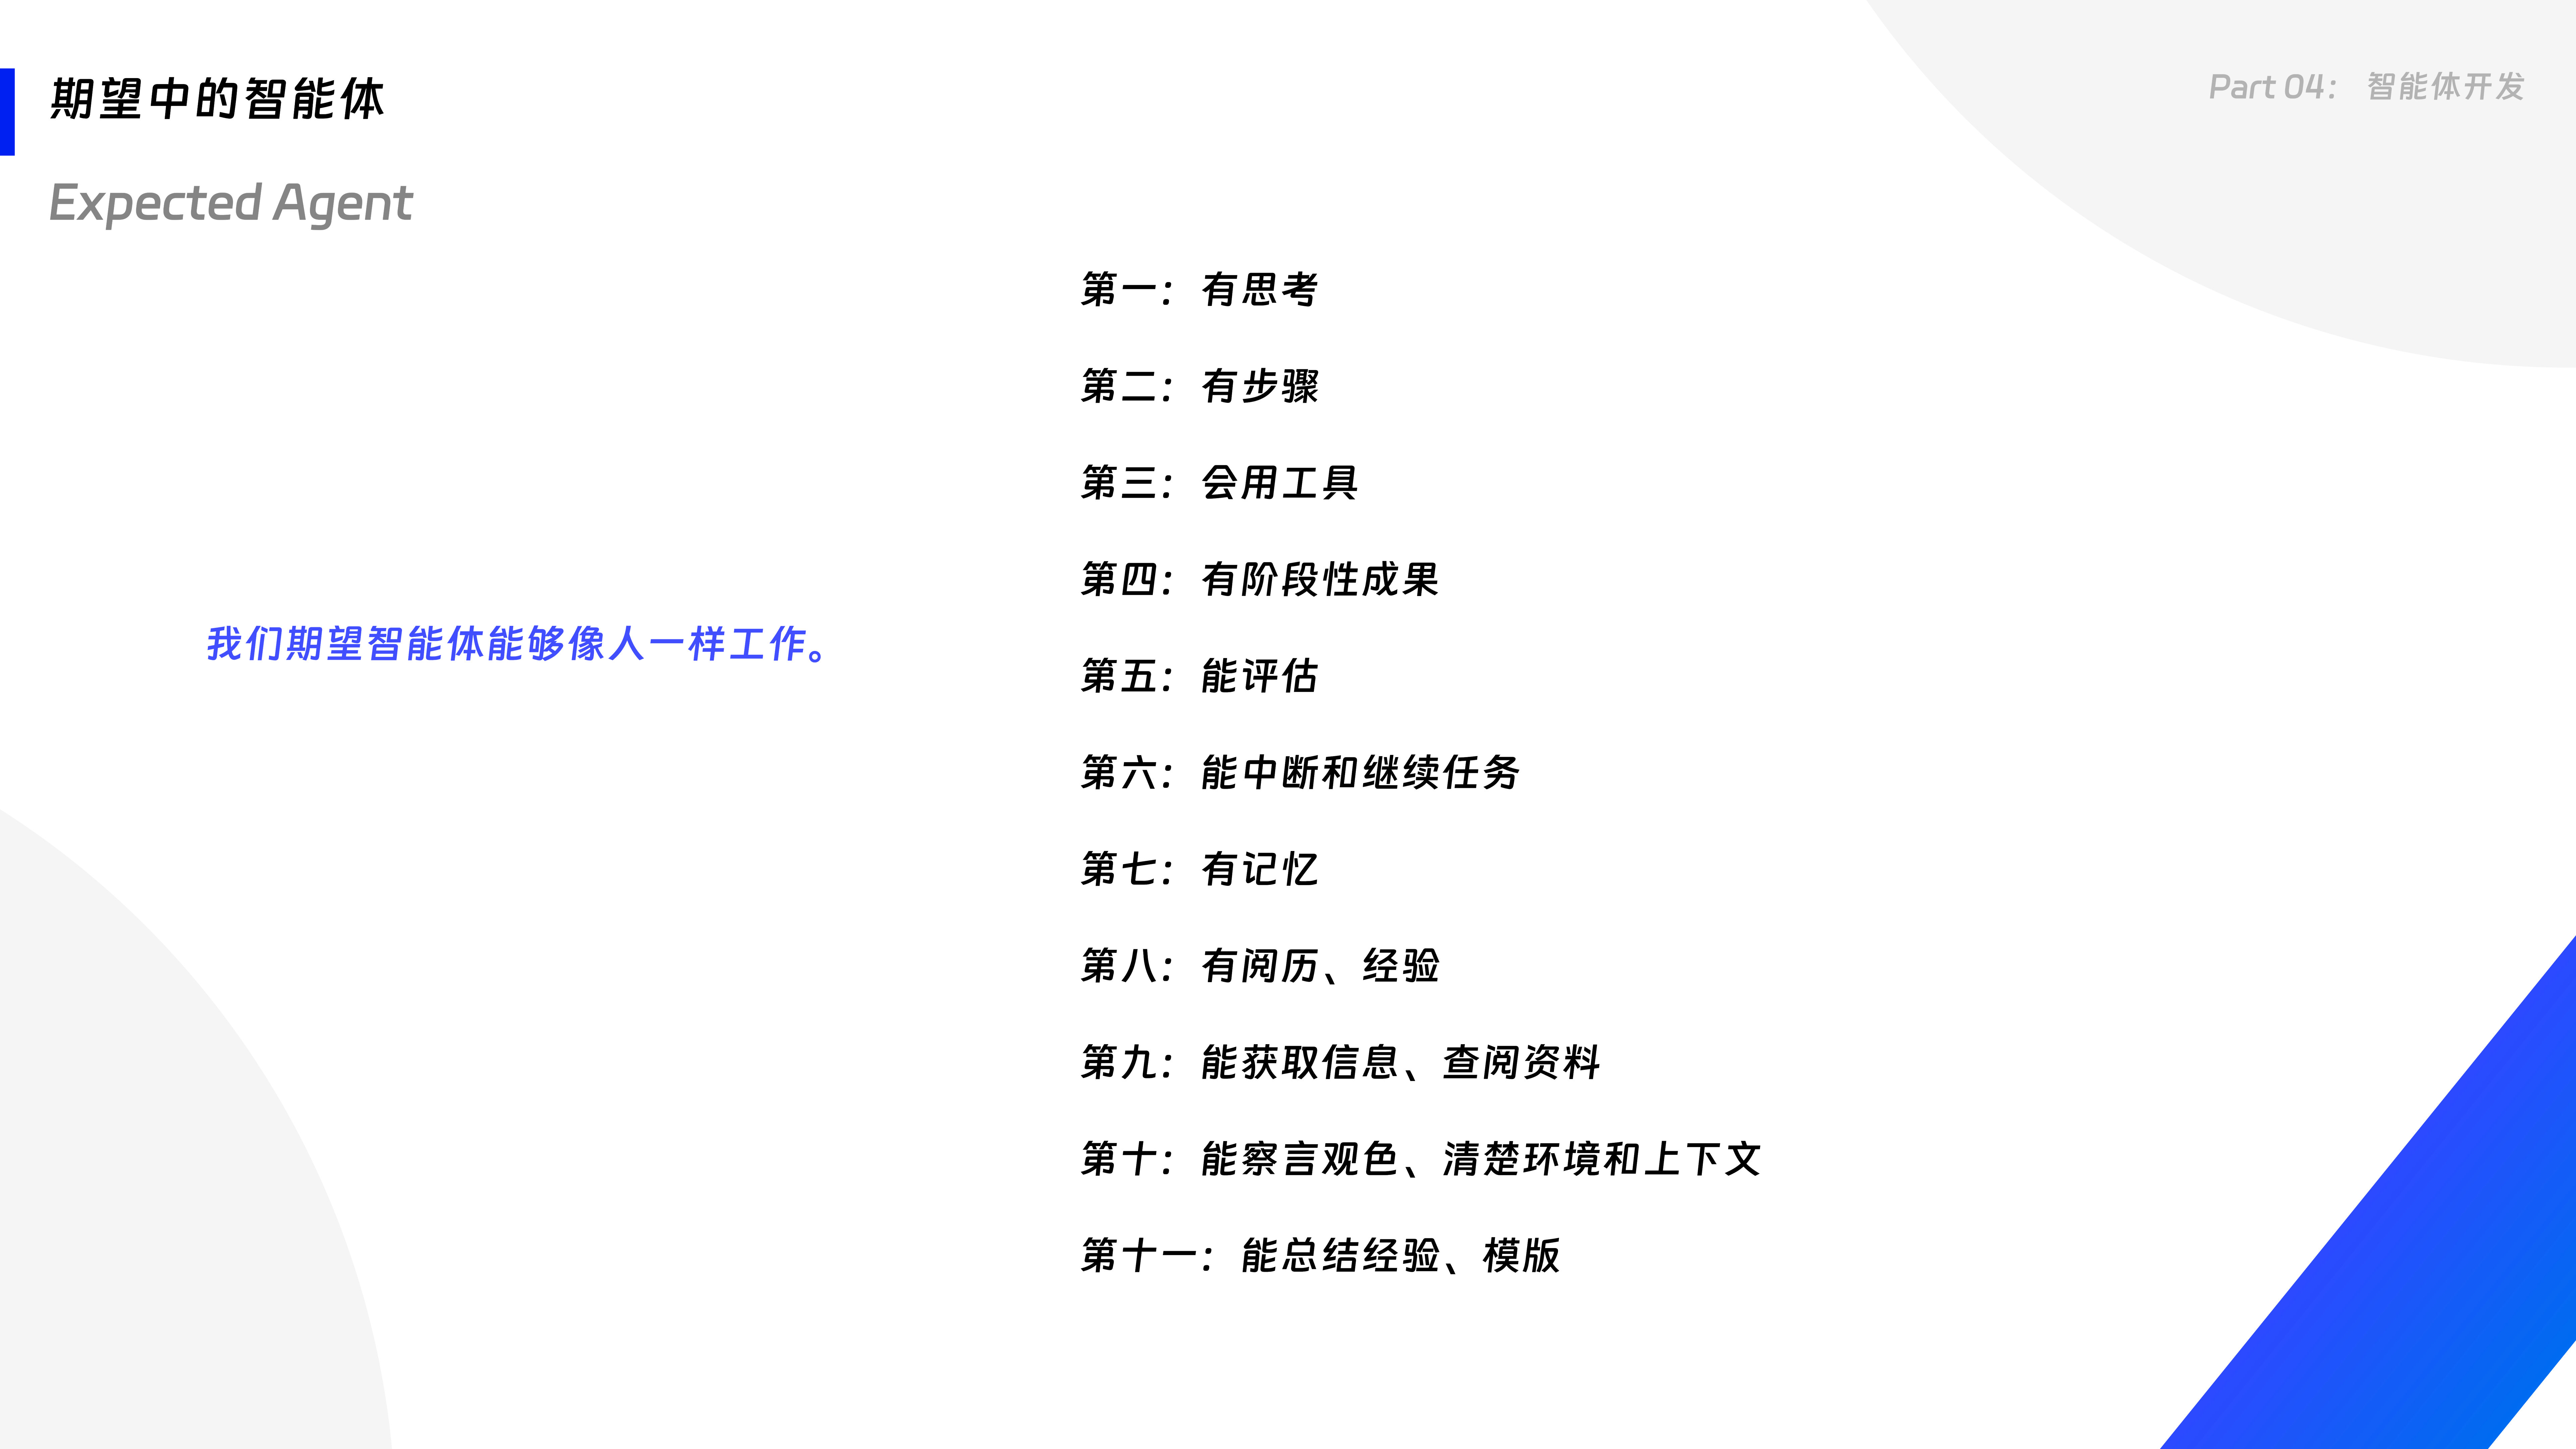 期望中的智能体
Part 04： 智能体开发
Expected Agent
我们期望智能体能够像人一样工作。
第一：有思考
第二：有步骤
第三：会用工具
第四：有阶段性成果
第五：能评估
第六：能中断和继续任务
第七：有记忆
第八：有阅历、经验
第九：能获取信息、查阅资料
第十：能察言观色、清楚环境和上下文
第十一：能总结经验、模版